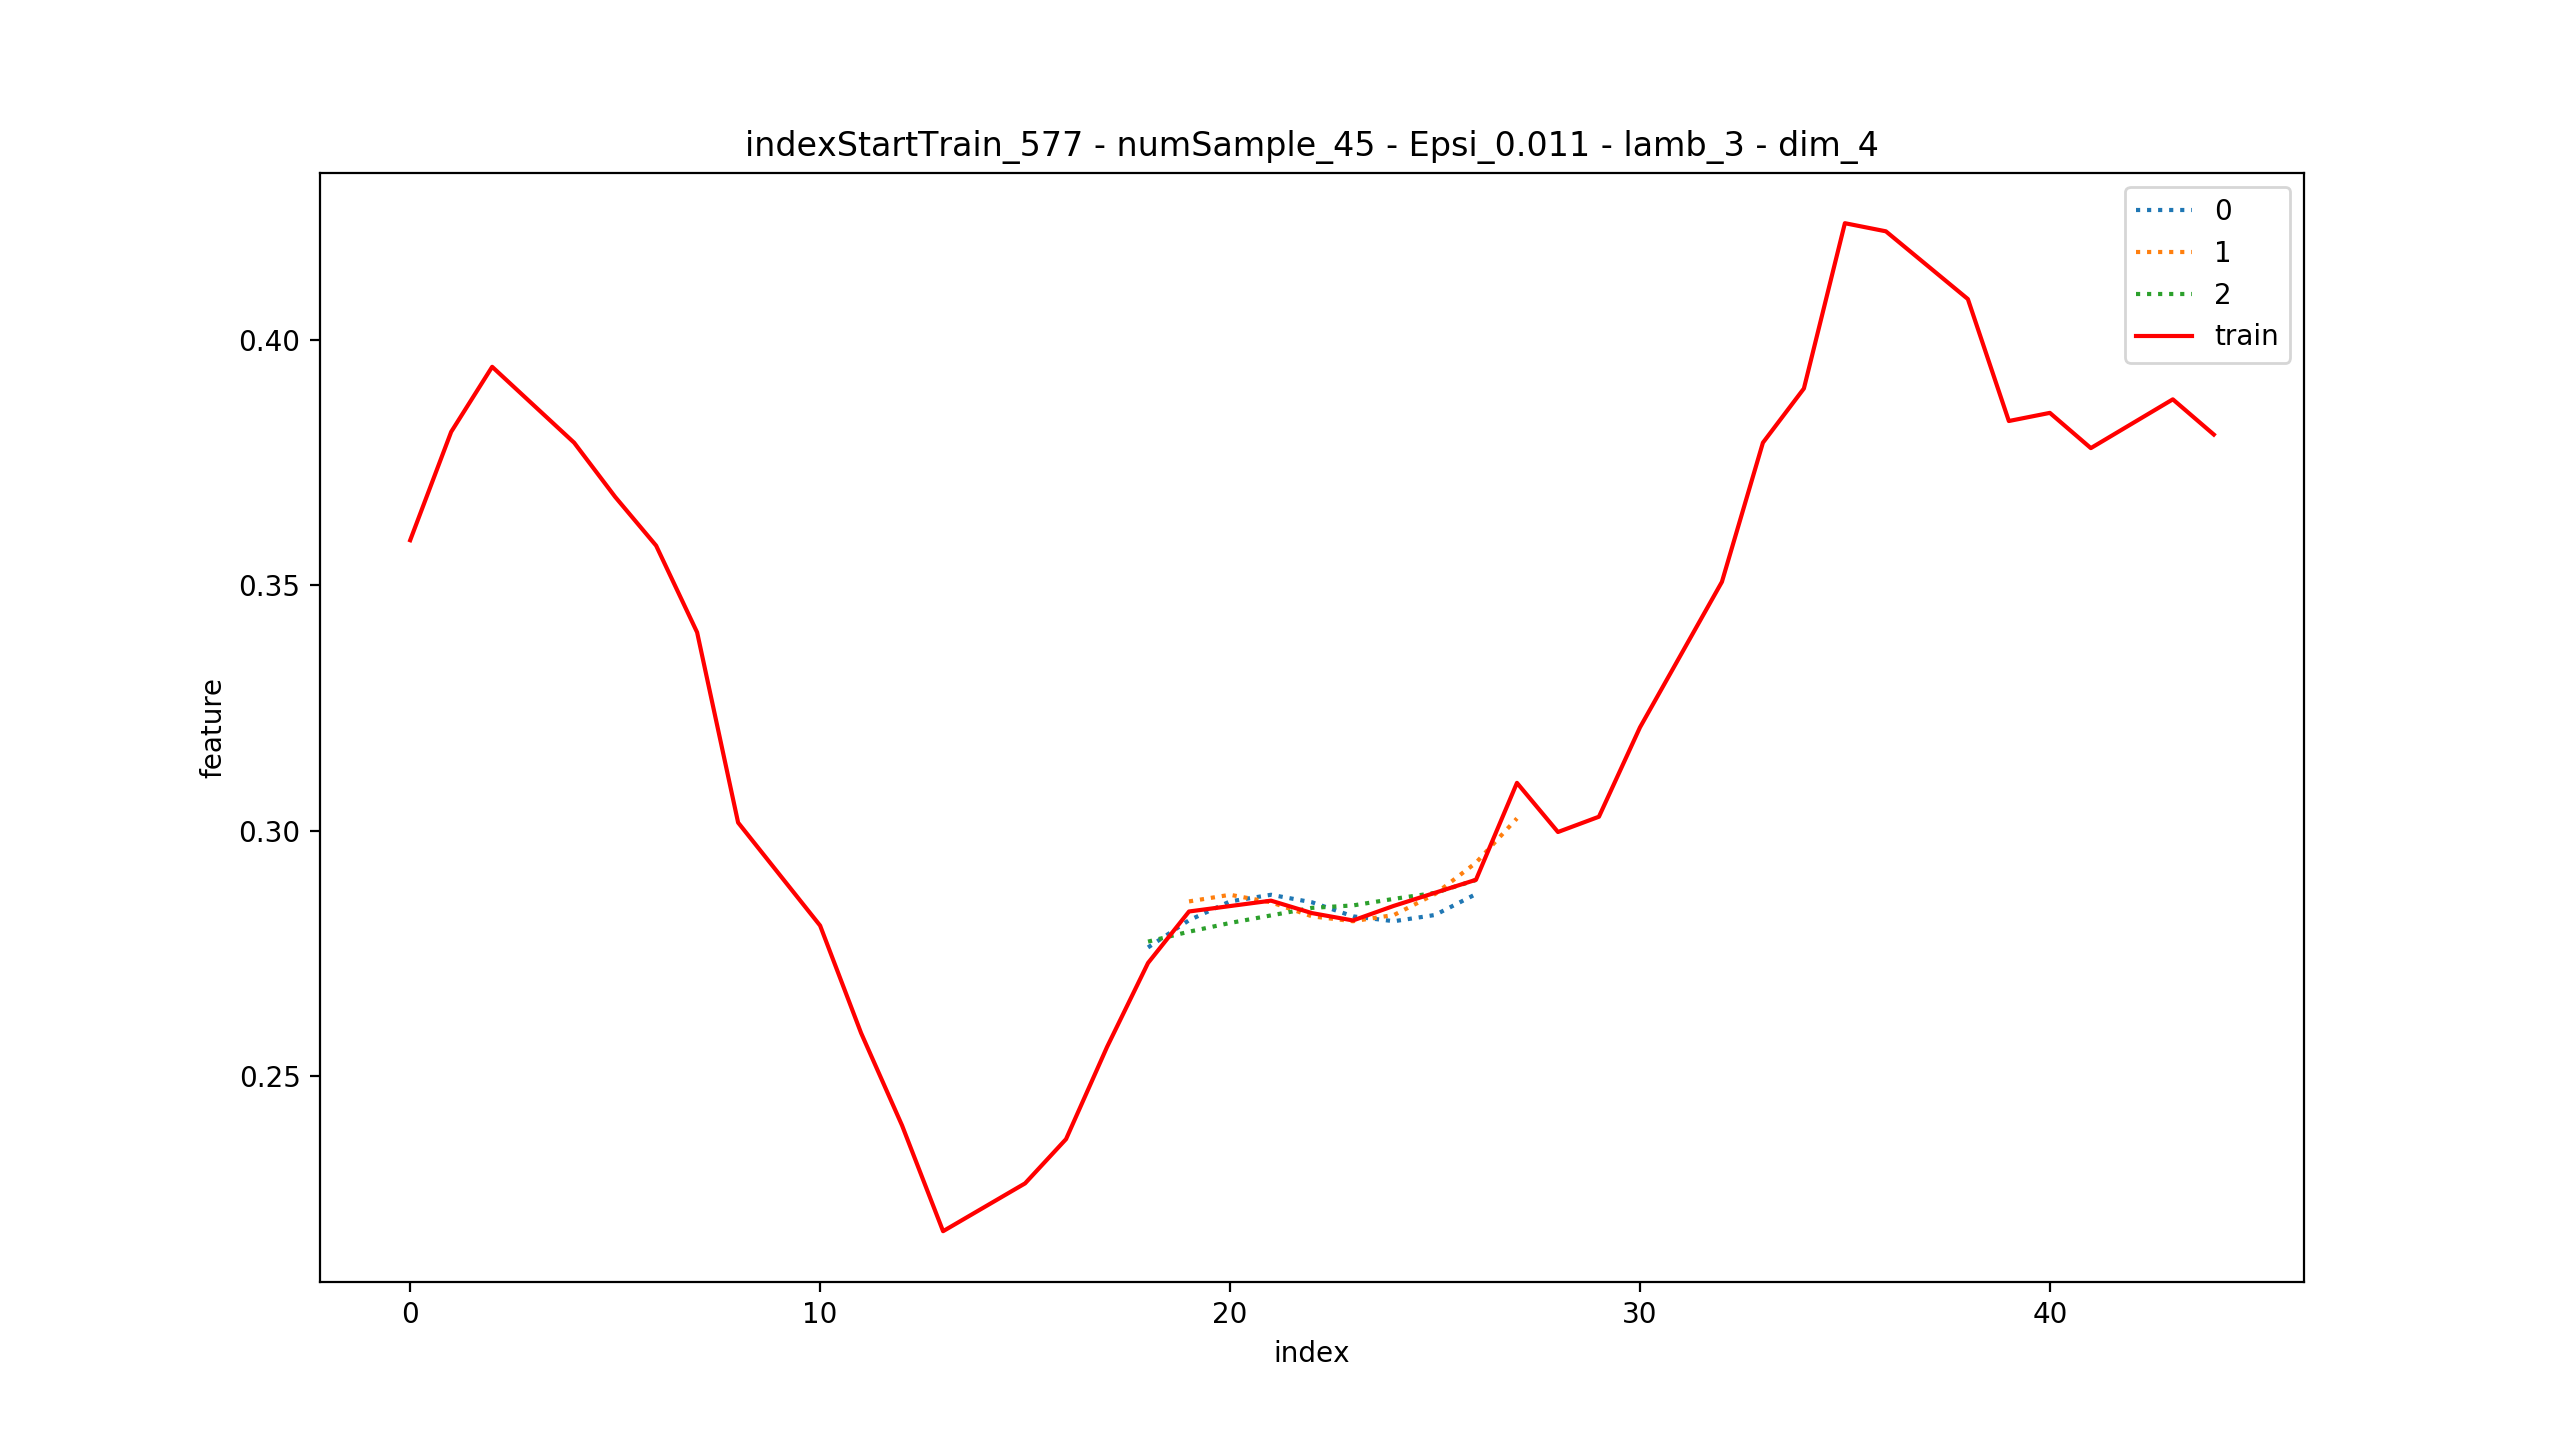 indexStartTrain_577 - numSample_45 - Epsi_0.011 - lamb_3 - dim_4
0
1
2
train
0.40
0.35
0.30
0.25
feature
0 10 20 30 40
index